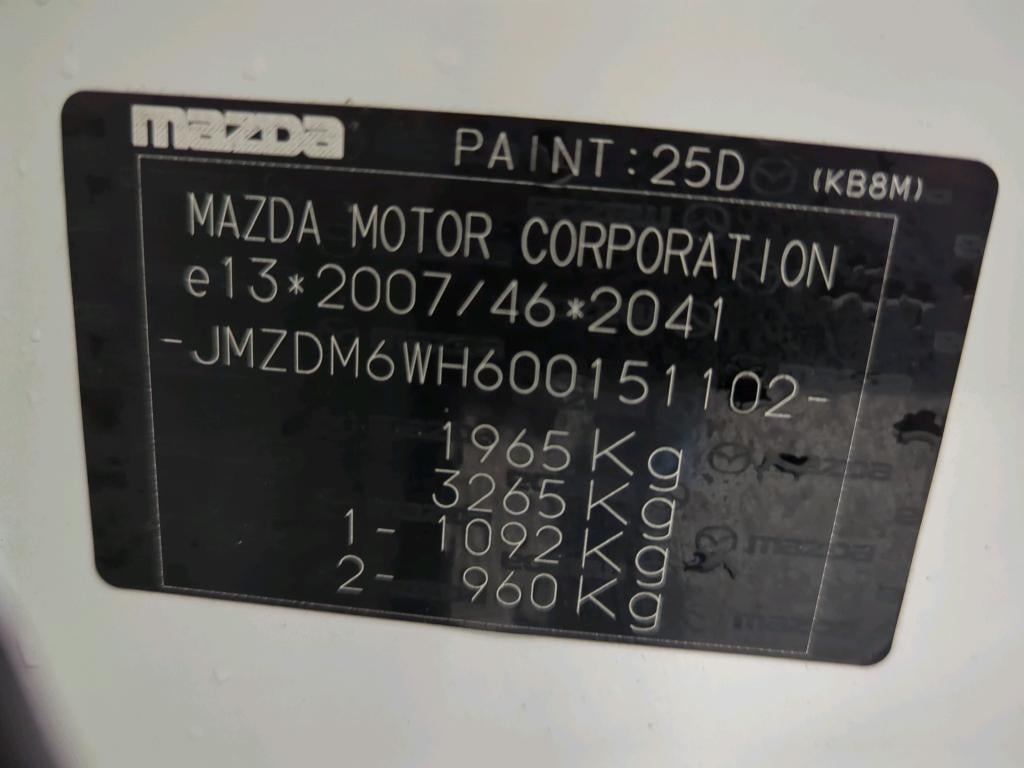 mazda PAINT:25D (KB8M)
MAZDA MOTOR CORPORATION
e13*2007/46*2041
-JMZDM6WH600151102-
1965Kg
3265Kg
1- 1092Kg
2- 960Kg